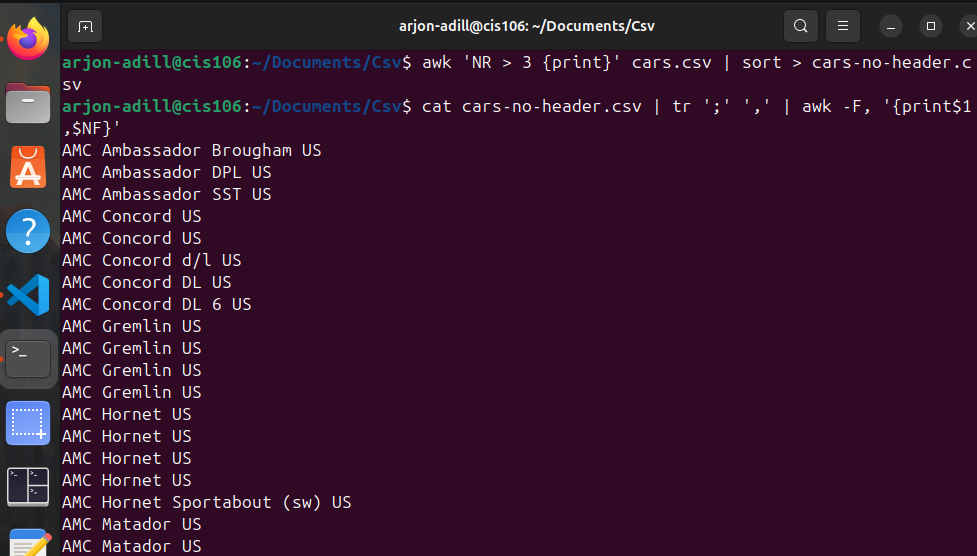 arjon-adill@cis106: ~/Documents/Csv
arjon-adill@cis106:~/Documents/Csv$ awk 'NR > 3 {print}' cars.csv | sort > cars-no-header.c
sv
arjon-adill@cis106:~/Documents/Csv$ cat cars-no-header.csv | tr ';' ',' | awk -F, '{print$1
,$NF}'
AMC Ambassador Brougham US
AMC Ambassador DPL US
AMC Ambassador SST US
AMC Concord US
AMC Concord US
AMC Concord d/l US
AMC Concord DL US
AMC Concord DL 6 US
AMC Gremlin US
AMC Gremlin US
AMC Gremlin US
AMC Gremlin US
AMC Hornet US
AMC Hornet US
AMC Hornet US
AMC Hornet US
AMC Hornet Sportabout (sw) US
AMC Matador US
AMC Matador US